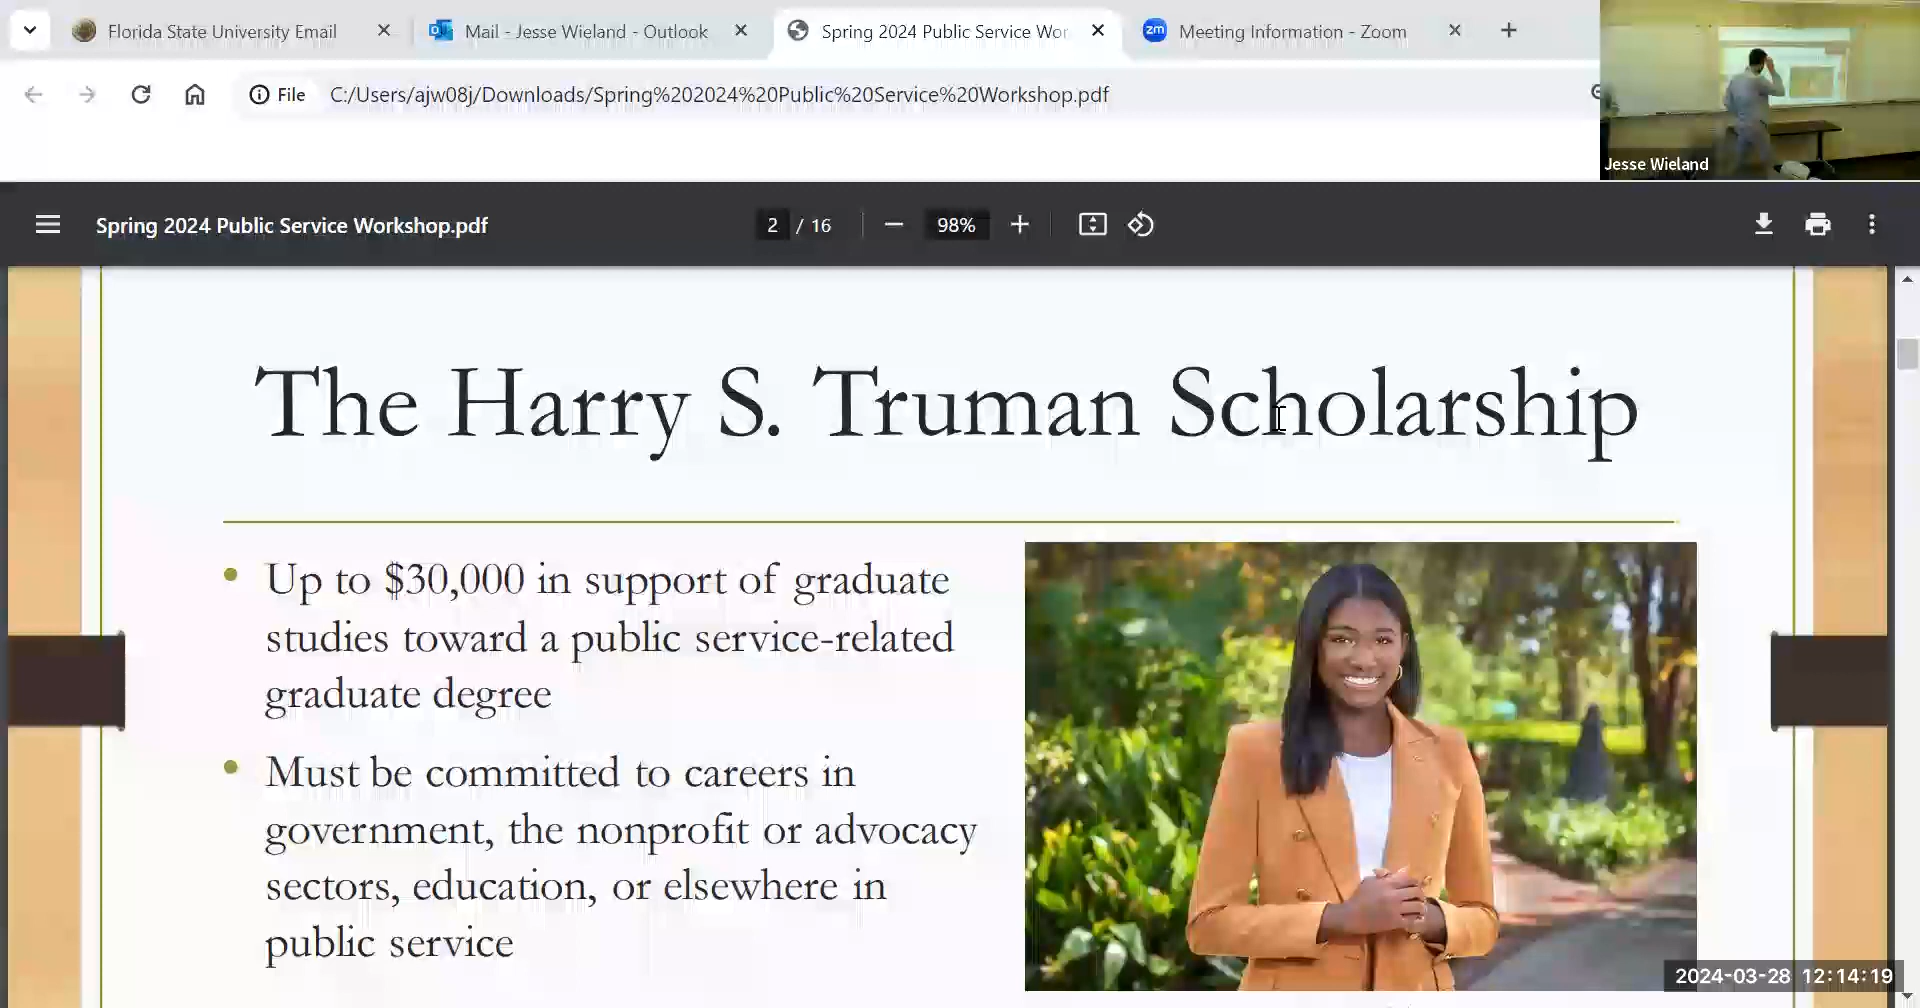 Florida State University Email
Mail - Jesse Wieland - Outlook
Spring 2024 Public Service Wor
zm
Meeting Information - Zoom
File
C:/Users/ajw08j/Downloads/Spring%202024%20Public%20Service%20Workshop.pdf
Jesse Wieland
Spring 2024 Public Service Workshop.pdf
2 / 16
98%
The Harry S. Truman Scholarship
• Up to $30,000 in support of graduate
studies toward a public service-related
graduate degree
• Must be committed to careers in
government, the nonprofit or advocacy
sectors, education, or elsewhere in
public service
2024-03-28 12:14:19